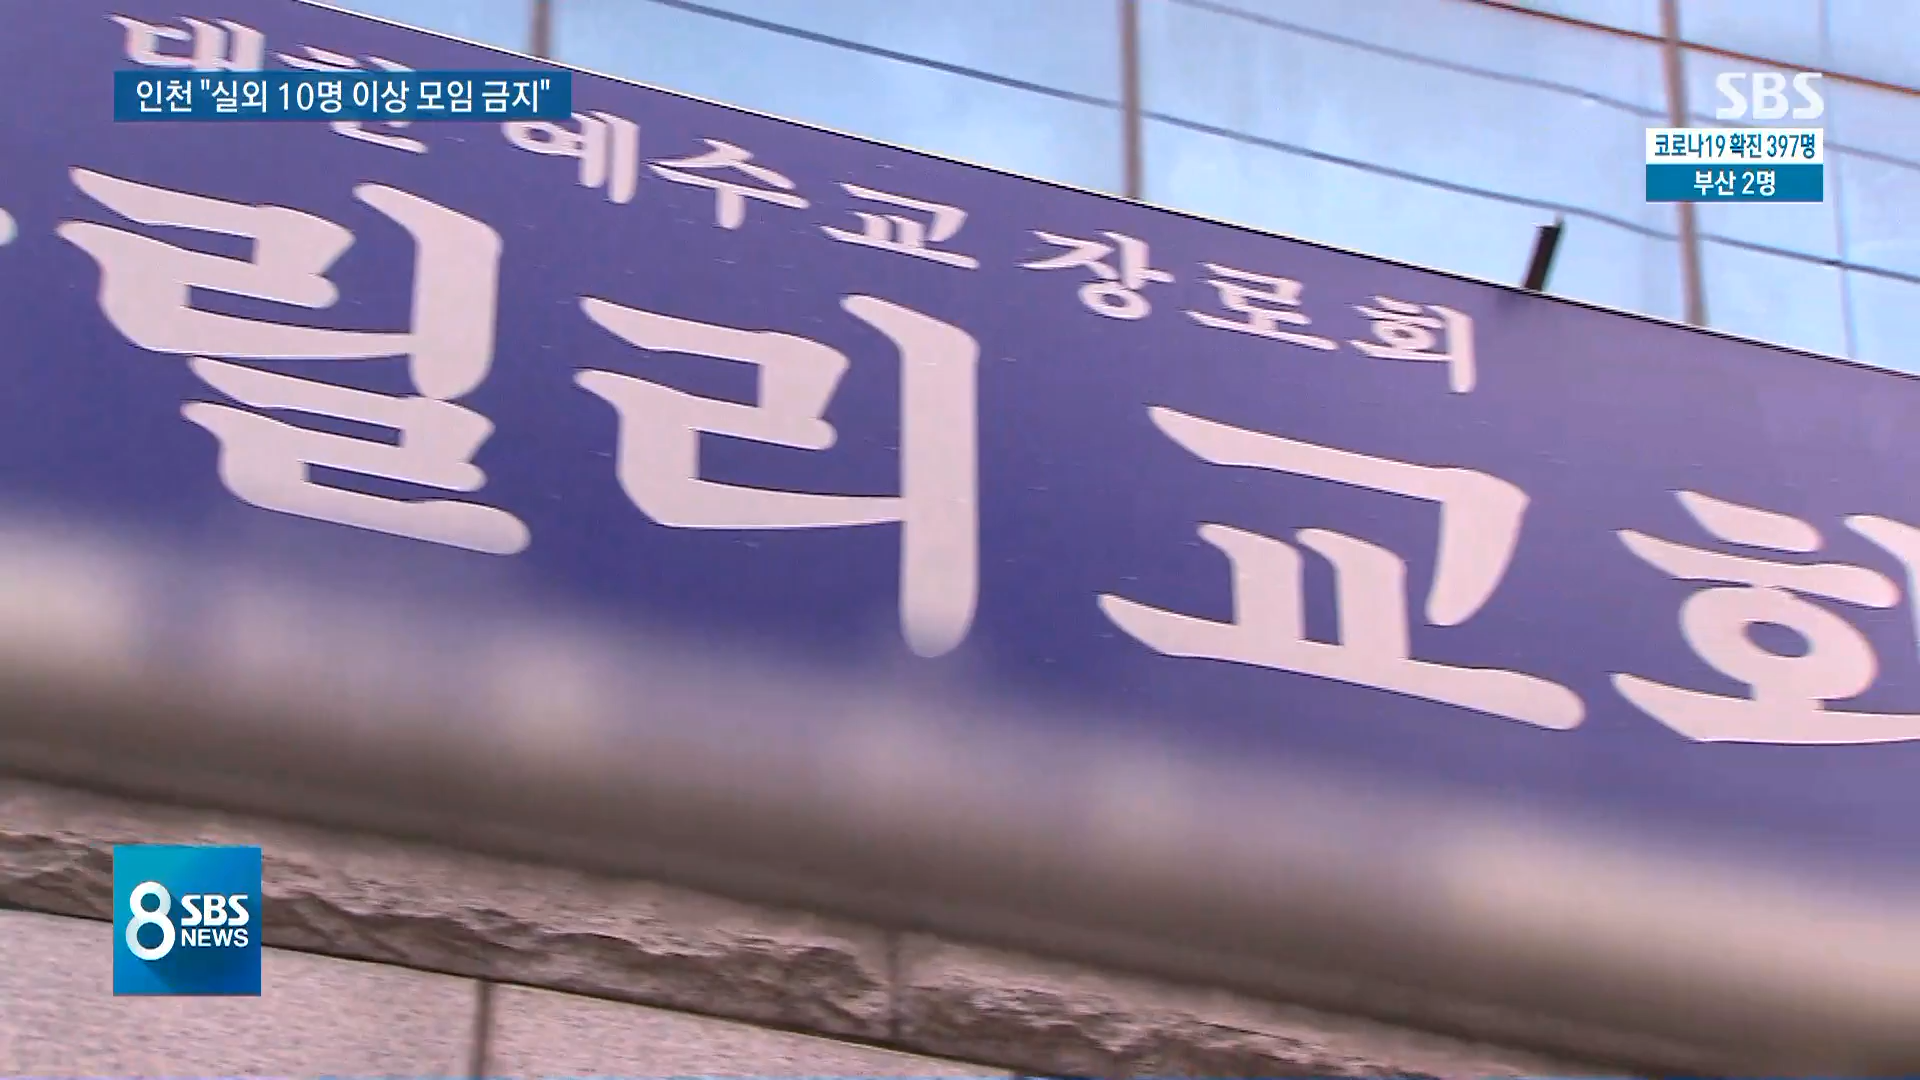 인천 "실외 10명 이상 모임 금지"
SBS
코로나19 확진 397명
부산 2명
예수교 장로회
릴리교회
8 SBS NEWS